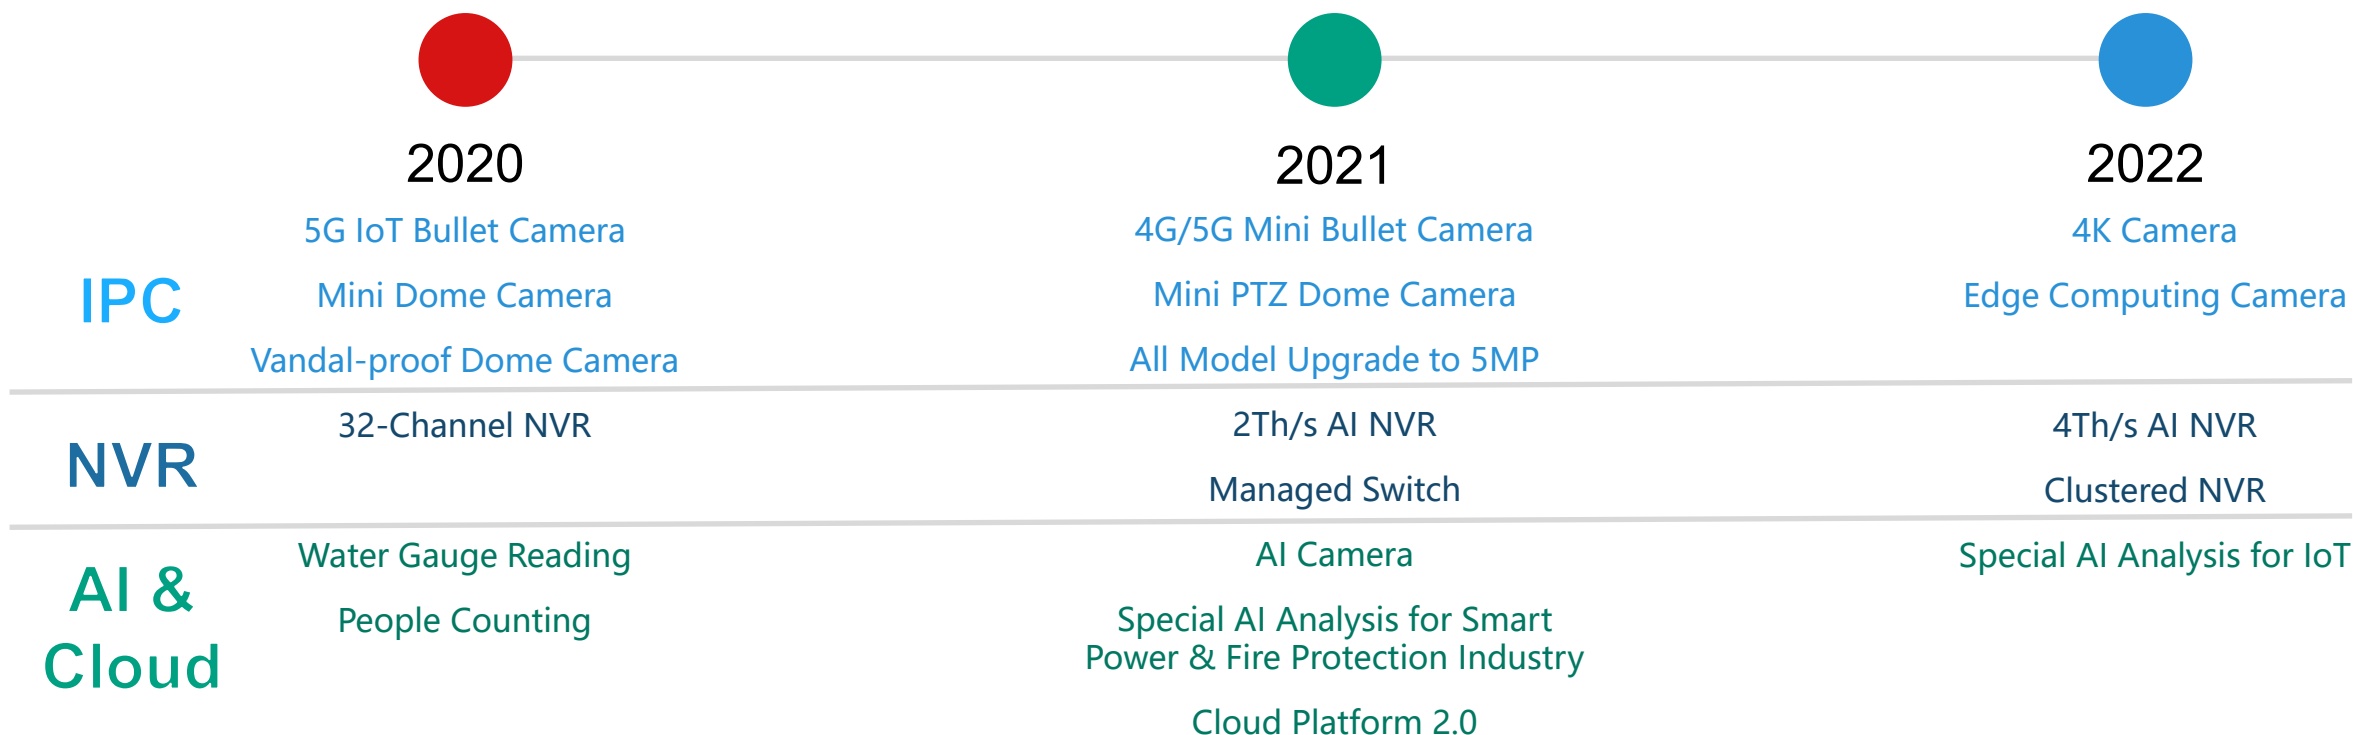 2020
2021
2022
IPC
5G IoT Bullet Camera
4G/5G Mini Bullet Camera
4K Camera
Mini Dome Camera
Mini PTZ Dome Camera
Edge Computing Camera
Vandal-proof Dome Camera
All Model Upgrade to 5MP
NVR
32-Channel NVR
2Th/s AI NVR
4Th/s AI NVR
Managed Switch
Clustered NVR
AI &
Cloud
Water Gauge Reading
AI Camera
Special AI Analysis for IoT
People Counting
Special AI Analysis for Smart
Power & Fire Protection Industry
Cloud Platform 2.0